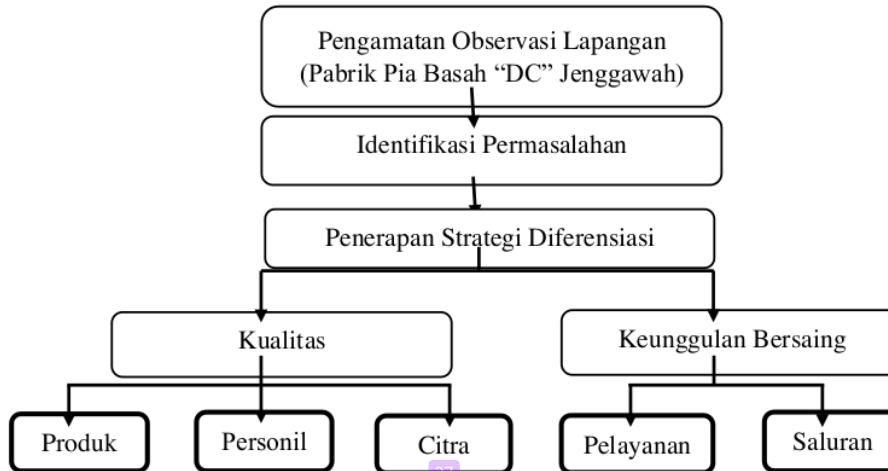 Pengamatan Observasi Lapangan
(Pabrik Pia Basah “DC” Jenggawah)
Identifikasi Permasalahan
Penerapan Strategi Diferensiasi
Kualitas
Keunggulan Bersaing
Produk
Personil
Citra
Pelayanan
Saluran
37